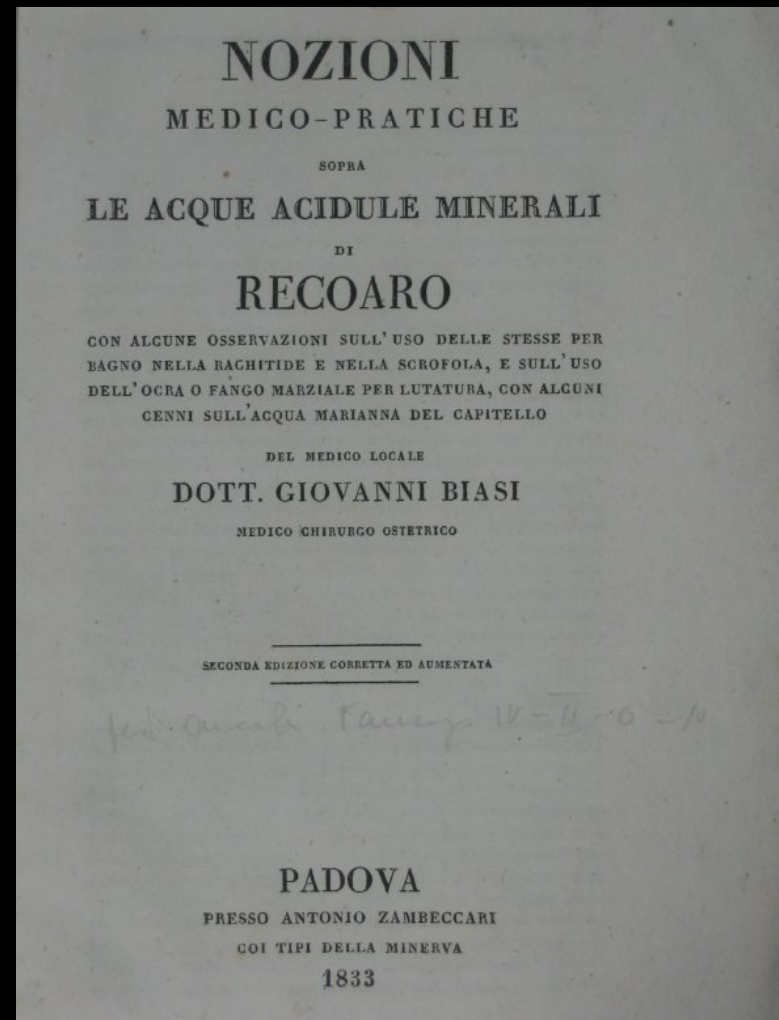 NOZIONI
MEDICO-PRATICHE
SOPRA
LE ACQUE ACIDULE MINERALI
DI
RECOARO
CON ALCUNE OSSERVAZIONI SULL'USO DELLE STESSE PER
BAGNO NELLA RACHITIDE E NELLA SCROFOLA, E SULL'USO
DELL'OCRA O FANGO MARZIALE PER LUTATURA, CON ALCUNI
CENNI SULL'ACQUA MARIANNA DEL CAPITELLO
DEL MEDICO LOCALE
DOTT. GIOVANNI BIASI
MEDICO CHIRURGO OSTETRICO
SECONDA EDIZIONE CORRETTA ED AUMENTATA
IV - II
PADOVA
PRESSO ANTONIO ZAMBECCARI
COI TIPI DELLA MINERVA
1833